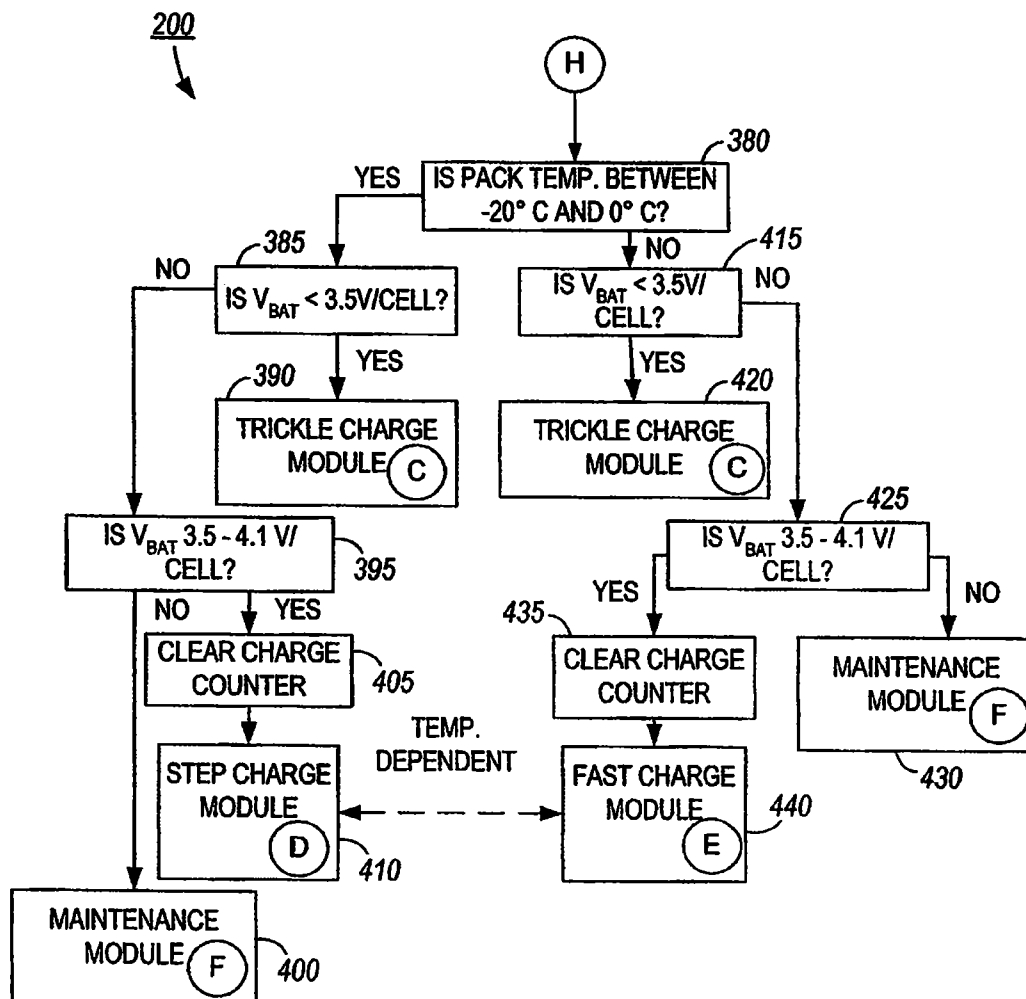 200
H
380
IS PACK TEMP. BETWEEN
-20° C AND 0° C?
YES
NO
385
IS V_BAT < 3.5V/CELL?
NO
YES
415
IS V_BAT < 3.5V/
CELL?
NO
YES
390
TRICKLE CHARGE
MODULE
C
420
TRICKLE CHARGE
MODULE
C
IS V_BAT 3.5 - 4.1 V/
CELL?
395
NO
YES
425
IS V_BAT 3.5 - 4.1 V/
CELL?
YES
NO
CLEAR CHARGE
COUNTER
405
435
CLEAR CHARGE
COUNTER
MAINTENANCE
MODULE
F
430
STEP CHARGE
MODULE
D
410
TEMP.
DEPENDENT
FAST CHARGE
MODULE
E
440
MAINTENANCE
MODULE
F
400